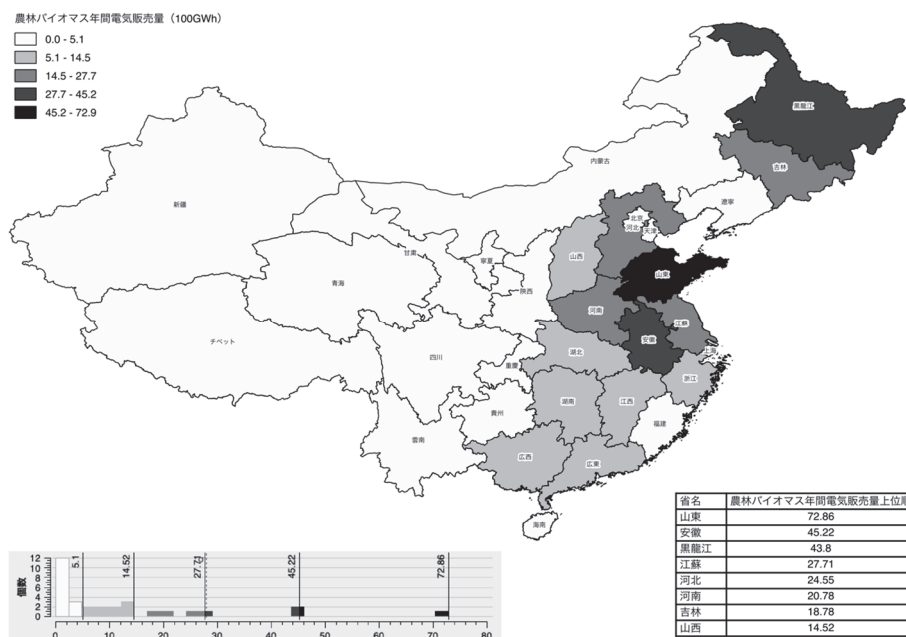 農林バイオマス年間電気販売量（100GWh）
0.0 - 5.1
5.1 - 14.5
14.5 - 27.7
27.7 - 45.2
45.2 - 72.9
黒龍江
内蒙古
吉林
新疆
遼寧
北京
河北
天津
甘粛
寧夏
山西
山東
青海
陝西
河南
江蘇
チベット
安徽
上海
四川
湖北
重慶
浙江
湖南
江西
貴州
福建
雲南
広西
広東
海南
省名 農林バイオマス年間電気販売量上位順
山東 72.86
安徽 45.22
黒龍江 43.8
江蘇 27.71
河北 24.55
河南 20.78
吉林 18.78
山西 14.52
個数
12
10
8
6
4
2
0
5.1
14.52
27.71
45.22
72.86
0 10 20 30 40 50 60 70 80